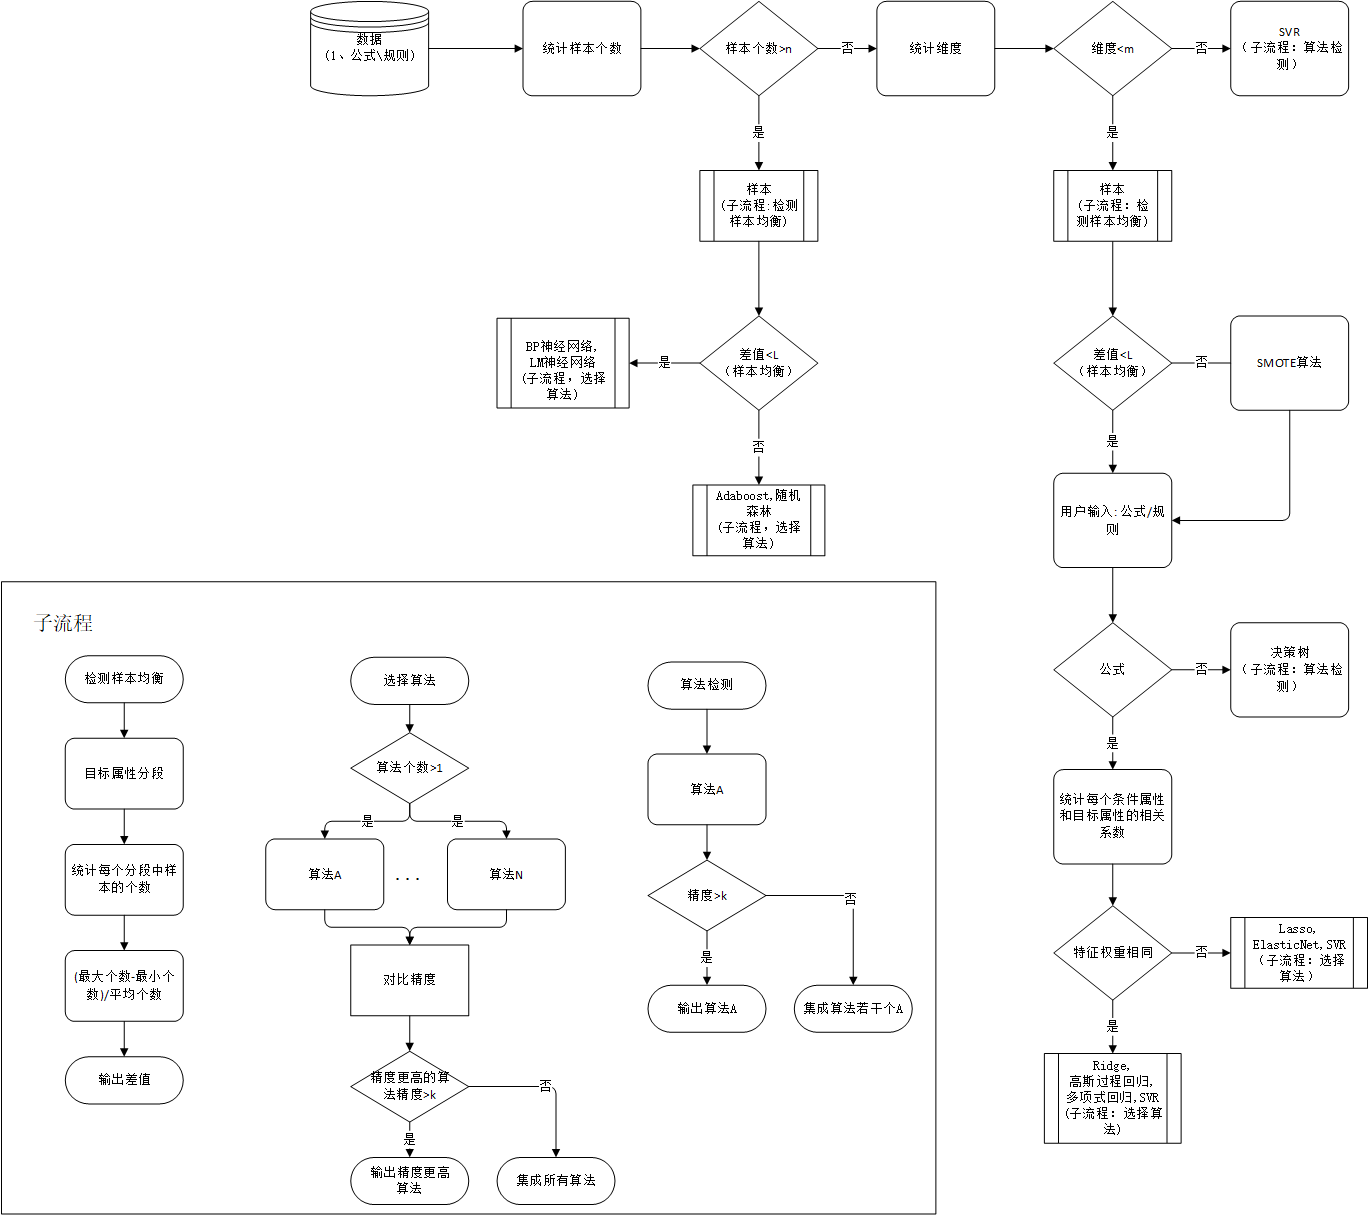 数据
(1、公式\规则)
统计样本个数
样本个数>n
否
统计维度
维度<m
否
SVR
(子流程：算法检
测)
是
是
样本
(子流程:检测
样本均衡)
样本
(子流程：检
测样本均衡)
BP神经网络,
LM神经网络
(子流程，选择
算法)
是
差值<L
(样本均衡)
差值<L
(样本均衡)
否
SMOTE算法
否
是
Adaboost,随机
森林
(子流程，选择
算法)
用户输入:公式/规
则
公式
否
决策树
(子流程：算法检
测)
是
统计每个条件属性
和目标属性的相关
系数
特征权重相同
否
Lasso,
ElasticNet,SVR
(子流程：选择
算法)
是
Ridge,
高斯过程回归,
多项式回归,SVR
(子流程：选择算
法)
子流程
检测样本均衡
目标属性分段
统计每个分段中样
本的个数
(最大个数-最小个
数)/平均个数
输出差值
选择算法
算法个数>1
是
是
算法A
...
算法N
对比精度
精度更高的算
法精度>k
否
是
输出精度更高
算法
集成所有算法
算法检测
算法A
精度>k
否
是
输出算法A
集成算法若干个A